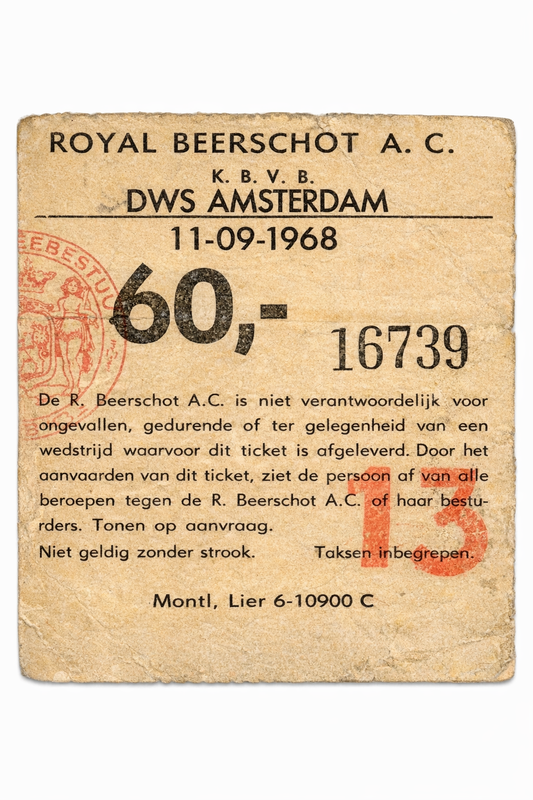 ROYAL BEERSCHOT A. C.
K. B. V. B.
DWS AMSTERDAM
11-09-1968
60,-
16739
De R. Beerschot A.C. is niet verantwoordelijk voor
ongevallen, gedurende of ter gelegenheid van een
wedstrijd waarvoor dit ticket is afgeleverd. Door het
aanvaarden van dit ticket, ziet de persoon af van alle
beroepen tegen de R. Beerschot A.C. of haar bestu-
rders. Tonen op aanvraag.
Niet geldig zonder strook. Taksen inbegrepen.
13
Montl, Lier 6-10900 C